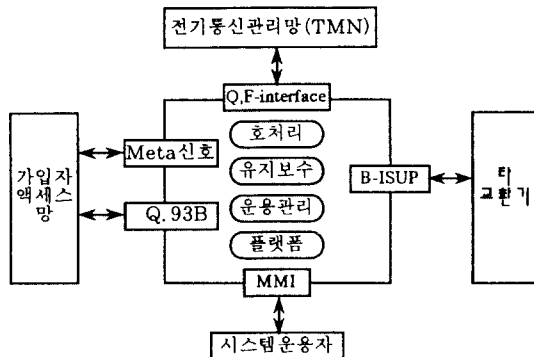 전기통신관리망(TMN)
Q,F-interface
호처리
Meta신호
유지보수
가입자
액세스
망
B-ISUP
타
교환기
Q.93B
운용관리
플랫폼
MMI
시스템운용자